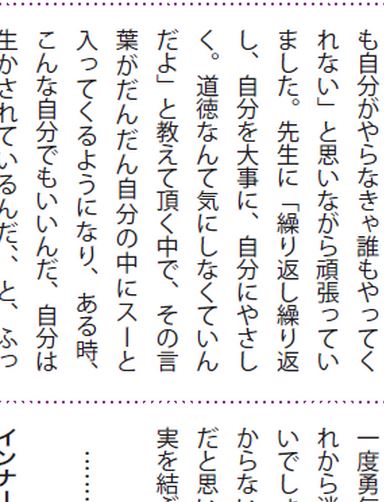 も自分がやらなきゃ誰もやってく
れない」と思いながら頑張ってい
ました。先生に「繰り返し繰り返
し、自分を大事に、自分にやさし
く。道徳なんて気にしなくていん
だよ」と教えて頂く中で、その言
葉がだんだん自分の中にスーと
入ってくるようになり、ある時、
こんな自分でもいいんだ、自分は
生かされているんだ、、と、ふっ
一度勇
れから
いでし
からない
だと思い
実を結
……
インナー